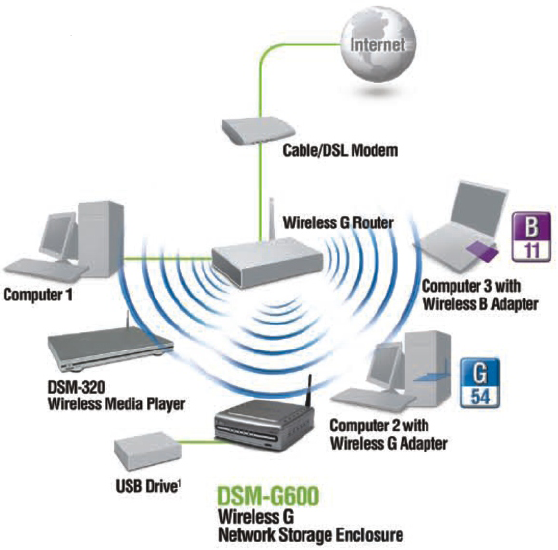 Internet
Cable/DSL Modem
Wireless G Router
B
11
Computer 1
Computer 3 with
Wireless B Adapter
DSM-320
Wireless Media Player
G
54
Computer 2 with
Wireless G Adapter
USB Drive¹
DSM-G600
Wireless G
Network Storage Enclosure